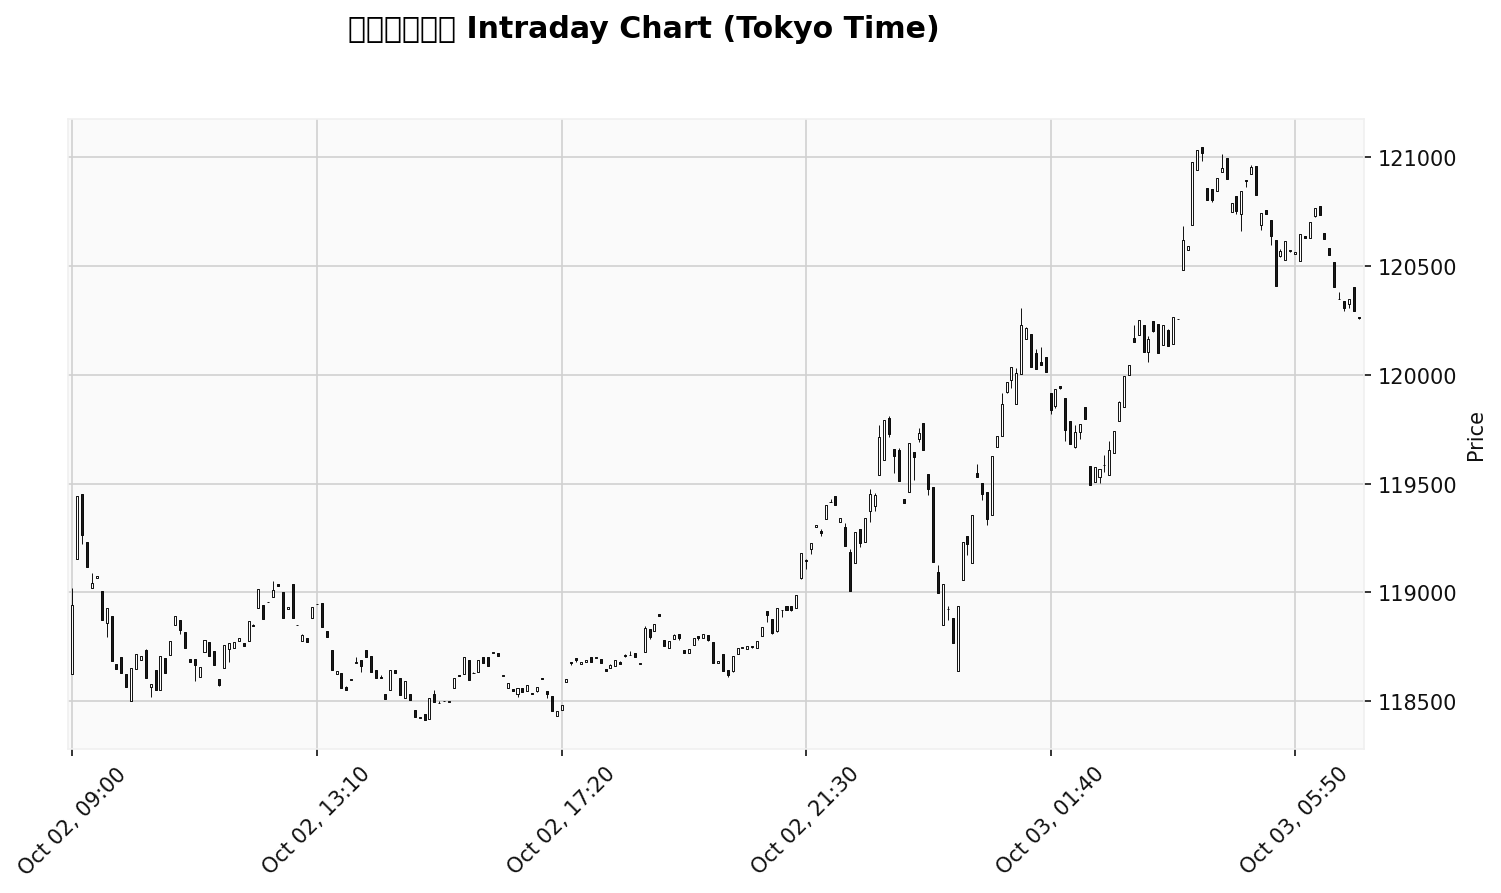 Intraday Chart (Tokyo Time)
121000
120500
120000
119500
119000
118500
Price
Oct 02, 09:00
Oct 02, 13:10
Oct 02, 17:20
Oct 02, 21:30
Oct 03, 01:40
Oct 03, 05:50